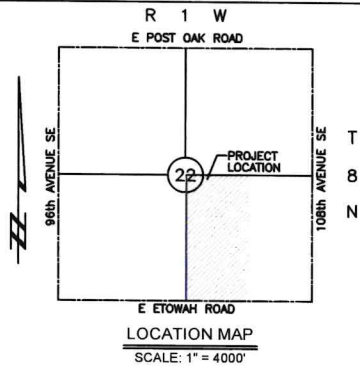 R 1 W
E POST OAK ROAD
96th AVENUE SE
PROJECT
LOCATION
22
108th AVENUE SE
T
8
N
E ETOWAH ROAD
LOCATION MAP
SCALE: 1" = 4000'